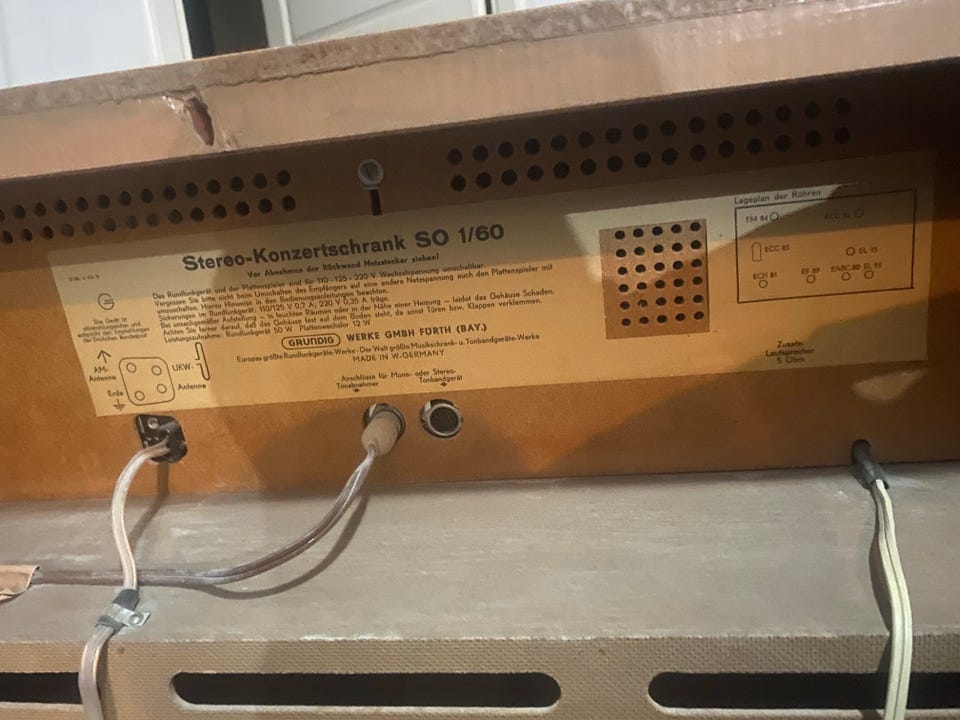 Stereo-Konzertschrank SO 1/60
Vor Abnehmen der Rückwand Netzstecker ziehen!
Das Rundfunkgerät und der Plattenspieler sind für 110 - 125 - 220 V Wechselspannung umschaltbar.
Vergessen Sie bitte nicht beim Umschalten des Empfängers auf eine andere Netzspannung auch den Plattenspieler mit
umzuschalten. Hierzu Hinweise in den Bedienungsanleitungen beachten.
Sicherungen im Rundfunkgerät: 110/125 V 0,7 A; 220 V 0,35 A träge.
Bei unsachgemäßer Aufstellung – in feuchten Räumen oder in der Nähe einer Heizung – leidet das Gehäuse Schaden.
Achten Sie ferner darauf, daß das Gehäuse fest auf dem Boden steht, da sonst Türen bzw. Klappen verklemmen.
Leistungsaufnahme: Rundfunkgerät 50 W Plattenwechsler 12 W
GRUNDIG WERKE GMBH FÜRTH (BAY.)
Europas größte Rundfunkgeräte-Werke · Der Welt größte Musikschrank- u. Tonbandgeräte-Werke
MADE IN W.-GERMANY
Das Gerät ist
der Deutschen Bundespost
AM-
Antenne
Erde
UKW-
Antenne
Anschlüsse für Mono- oder Stereo-
Tonabnehmer
Tonbandgerät
Lageplan der Röhren
EM 84
ECC 83
ECC 85
EL 95
ECH 81
EF 89
EABC 80
EL 95
Zusatz-
Lautsprecher
5 Ohm